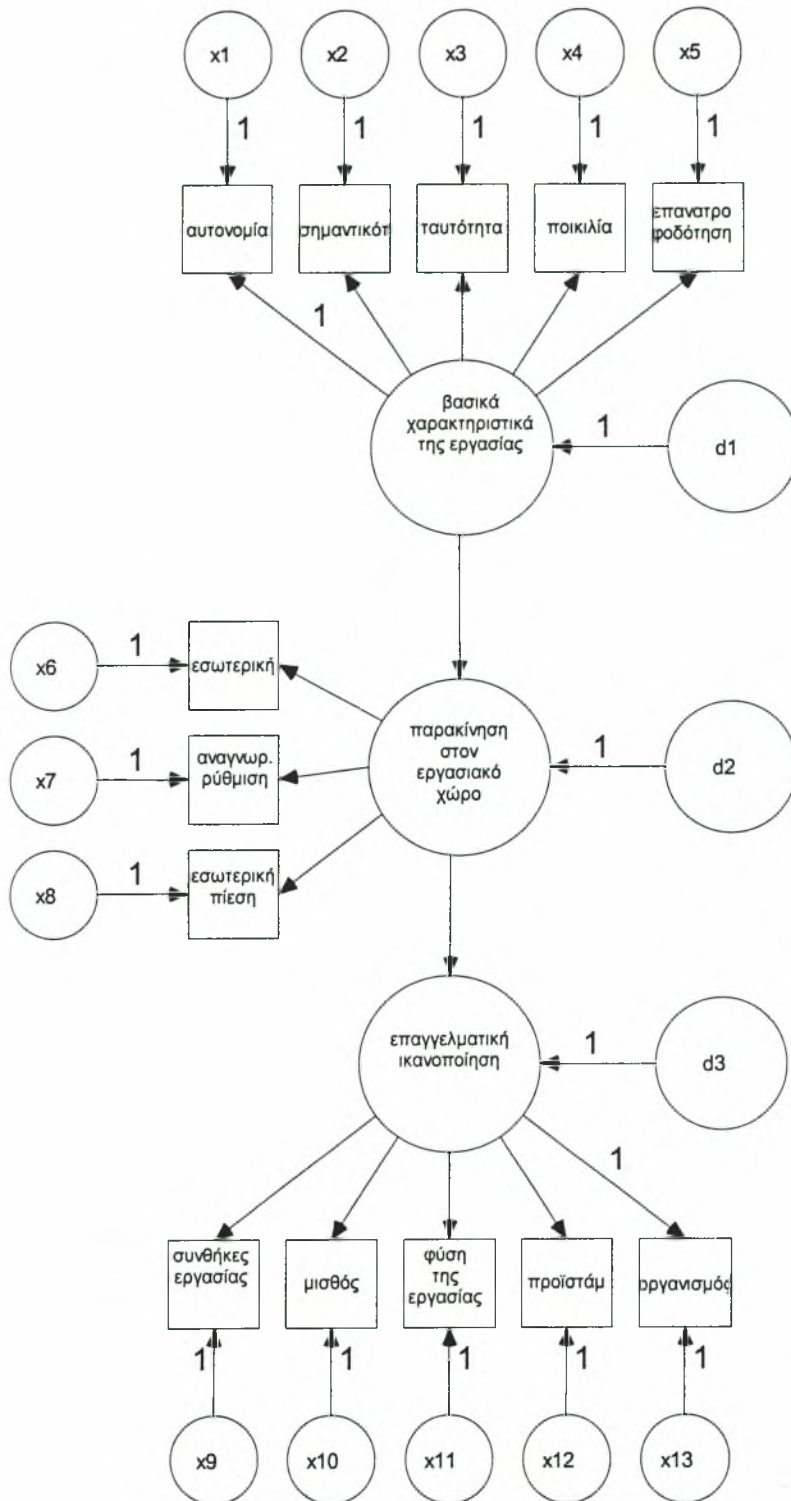 x1 x2 x3 x4 x5
1 1 1 1 1
αυτονομία
σημαντικότ
ταυτότητα
ποικιλία
επανατρο
φοδότηση
1
βασικά
χαρακτηριστικά
της εργασίας
1
d1
x6
1
εσωτερική
x7
1
αναγνωρ.
ρύθμιση
x8
1
εσωτερική
πίεση
παρακίνηση
στον
εργασιακό
χώρο
1
d2
επαγγελματική
ικανοποίηση
1
d3
1
συνθήκες
εργασίας
μισθός
φύση
της
εργασίας
προϊστάμ
οργανισμός
1 1 1 1 1
x9 x10 x11 x12 x13